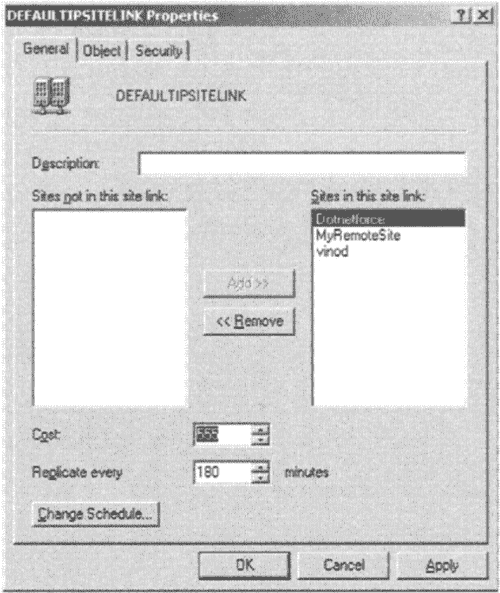 DEFAULTIPSITELINK Properties
General
Object
Security
DEFAULTIPSITELINK
Description:
Sites not in this site link:
Sites in this site link:
Dotnetforce
MyRemoteSite
vinod
Add >>
<< Remove
Cost:
555
Replicate every
180
minutes
Change Schedule...
OK
Cancel
Apply